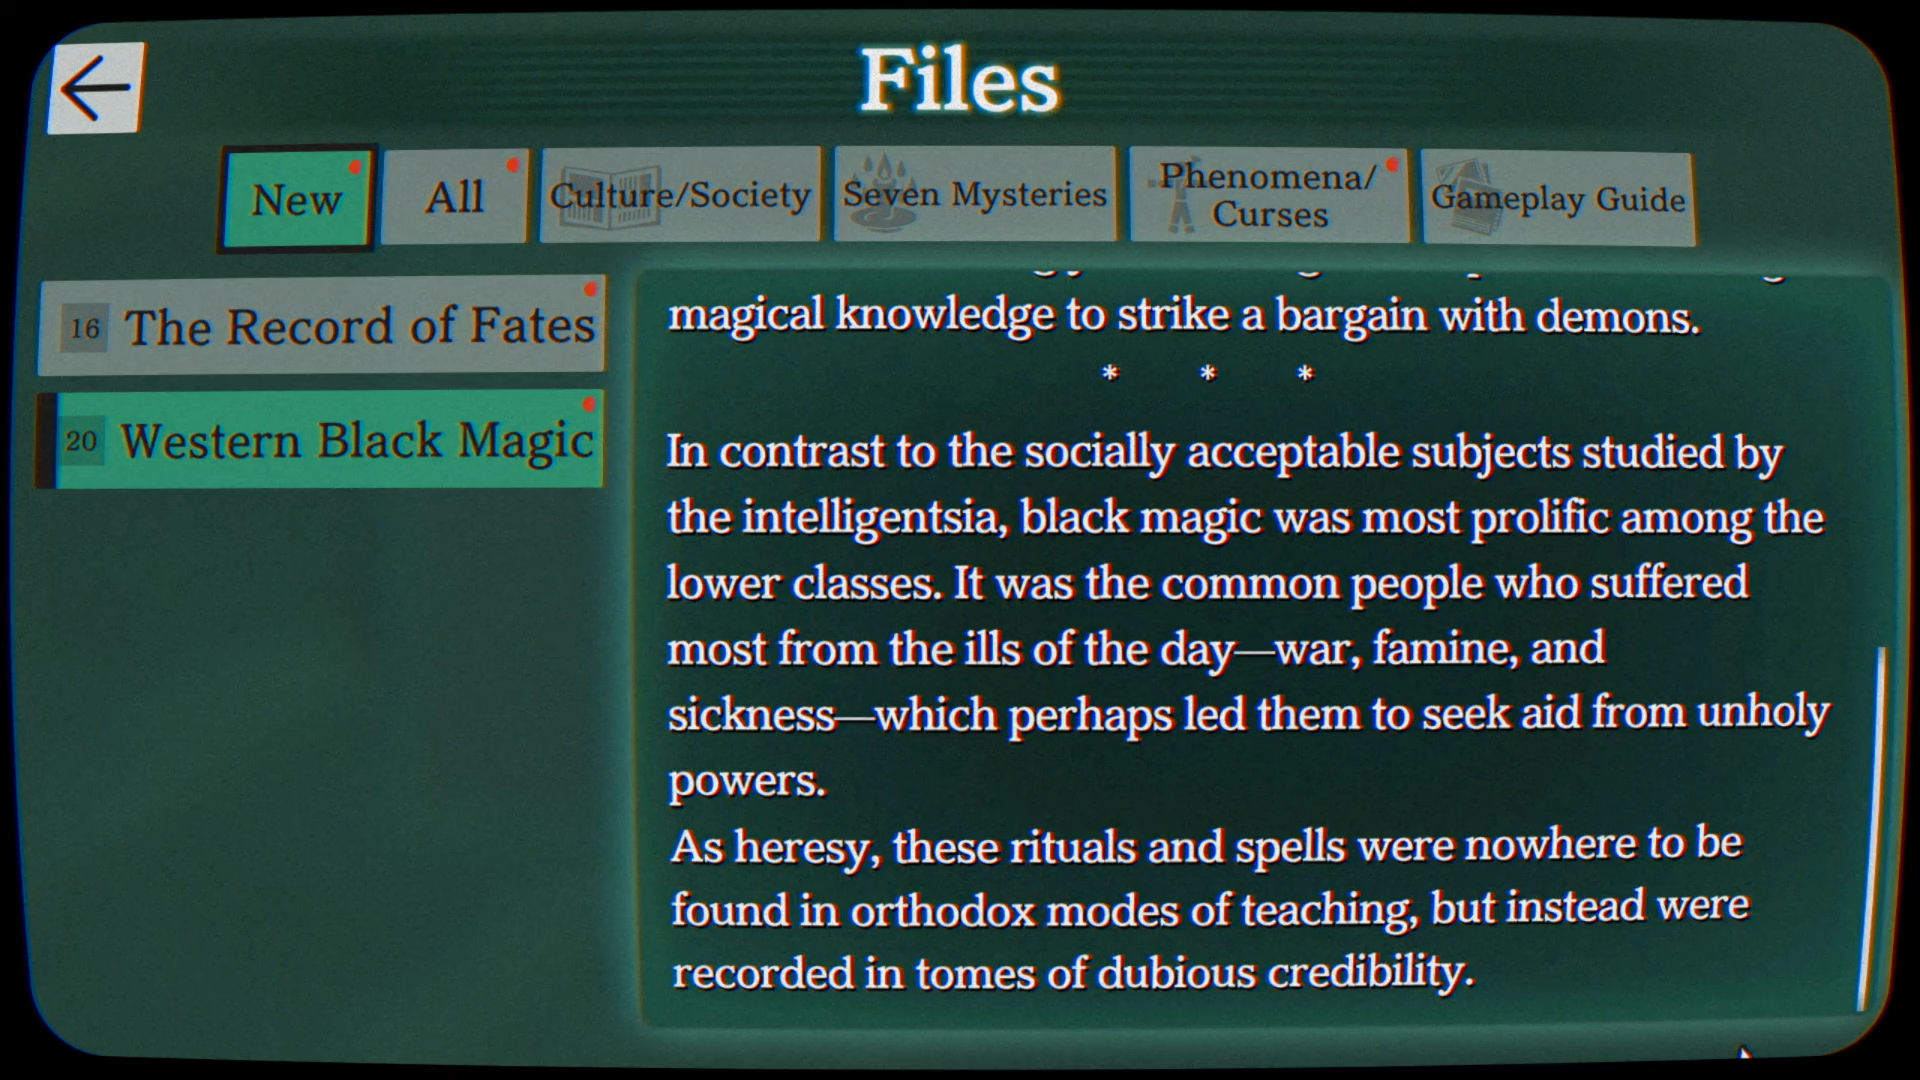 Files
New
All
Culture/Society
Seven Mysteries
Phenomena/
Curses
Gameplay Guide
16 The Record of Fates
20 Western Black Magic
magical knowledge to strike a bargain with demons.
* * *
In contrast to the socially acceptable subjects studied by
the intelligentsia, black magic was most prolific among the
lower classes. It was the common people who suffered
most from the ills of the day—war, famine, and
sickness—which perhaps led them to seek aid from unholy
powers.
As heresy, these rituals and spells were nowhere to be
found in orthodox modes of teaching, but instead were
recorded in tomes of dubious credibility.